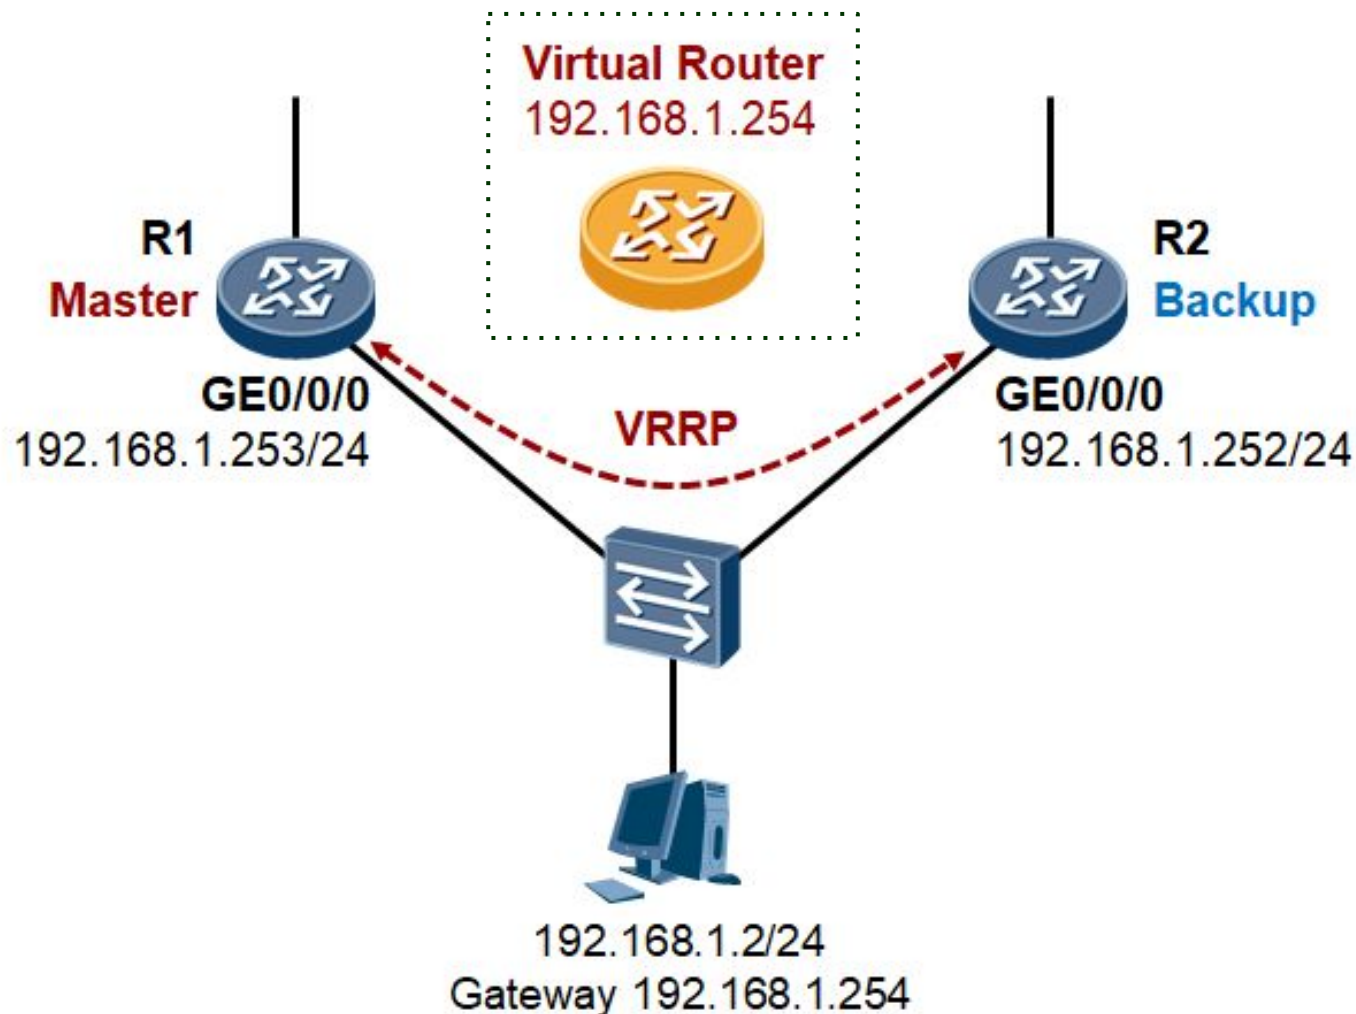 Virtual Router
192.168.1.254
R1
Master
R2
Backup
GE0/0/0
192.168.1.253/24
VRRP
GE0/0/0
192.168.1.252/24
192.168.1.2/24
Gateway 192.168.1.254